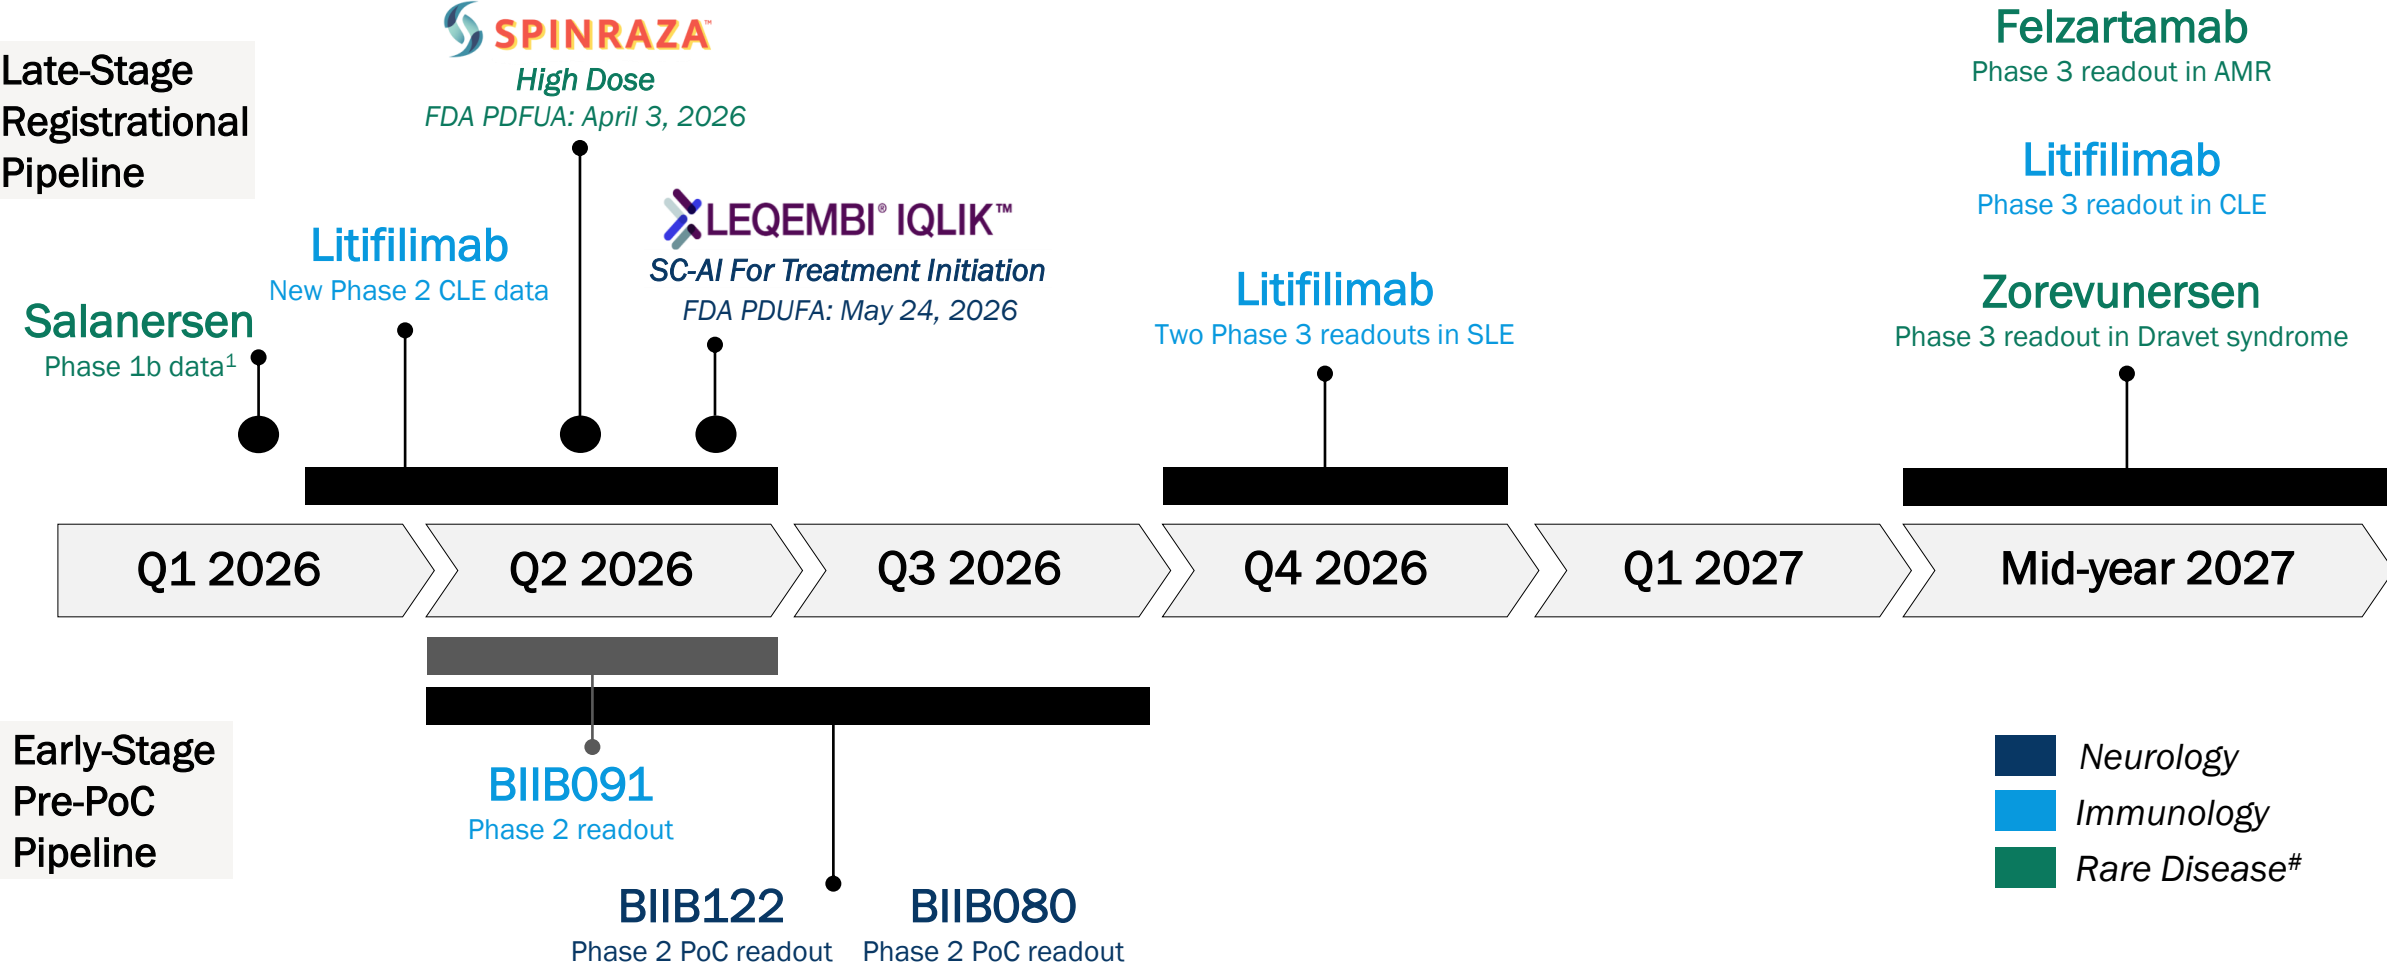 Late-Stage
Registrational
Pipeline
SPINRAZA™
High Dose
FDA PDFUA: April 3, 2026
LEQEMBI® IQLIK™
SC-AI For Treatment Initiation
FDA PDUFA: May 24, 2026
Litifilimab
New Phase 2 CLE data
Salanersen
Phase 1b data¹
Litifilimab
Two Phase 3 readouts in SLE
Felzartamab
Phase 3 readout in AMR
Litifilimab
Phase 3 readout in CLE
Zorevunersen
Phase 3 readout in Dravet syndrome
Q1 2026
Q2 2026
Q3 2026
Q4 2026
Q1 2027
Mid-year 2027
Early-Stage
Pre-PoC
Pipeline
BIIB091
Phase 2 readout
BIIB122
Phase 2 PoC readout
BIIB080
Phase 2 PoC readout
Neurology
Immunology
Rare Disease#